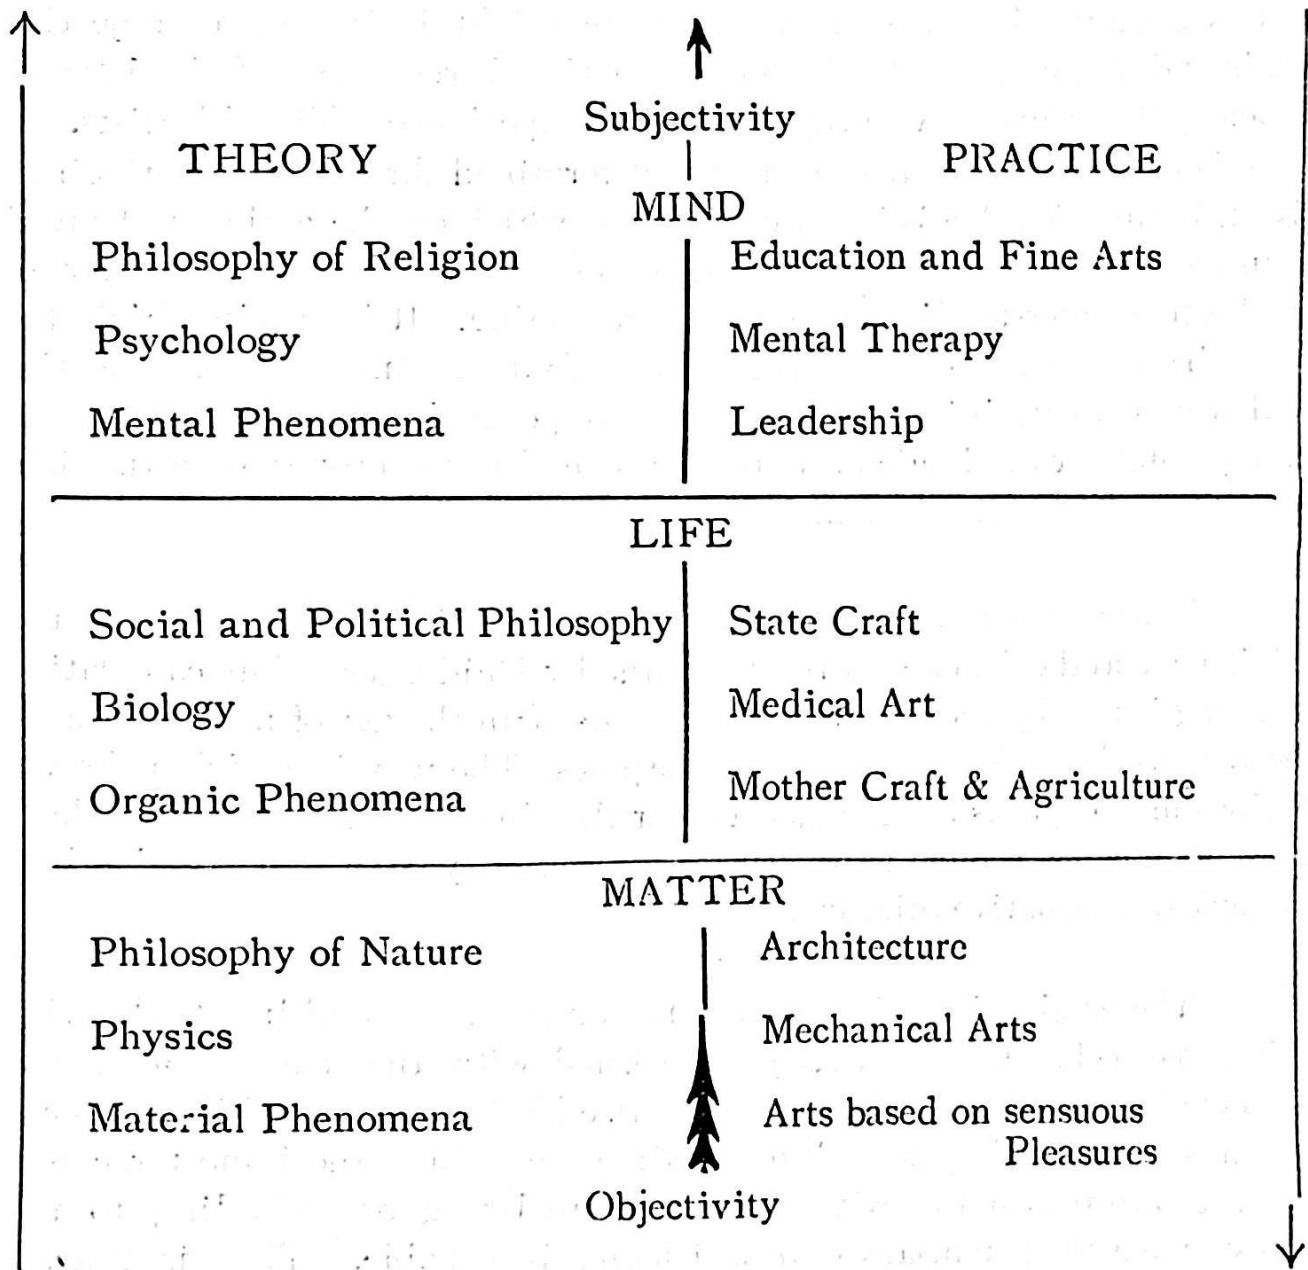 Subjectivity
THEORY
PRACTICE
MIND
Philosophy of Religion
Education and Fine Arts
Psychology
Mental Therapy
Mental Phenomena
Leadership
LIFE
Social and Political Philosophy
State Craft
Biology
Medical Art
Organic Phenomena
Mother Craft & Agriculture
MATTER
Philosophy of Nature
Architecture
Physics
Mechanical Arts
Material Phenomena
Arts based on sensuous
Pleasures
Objectivity